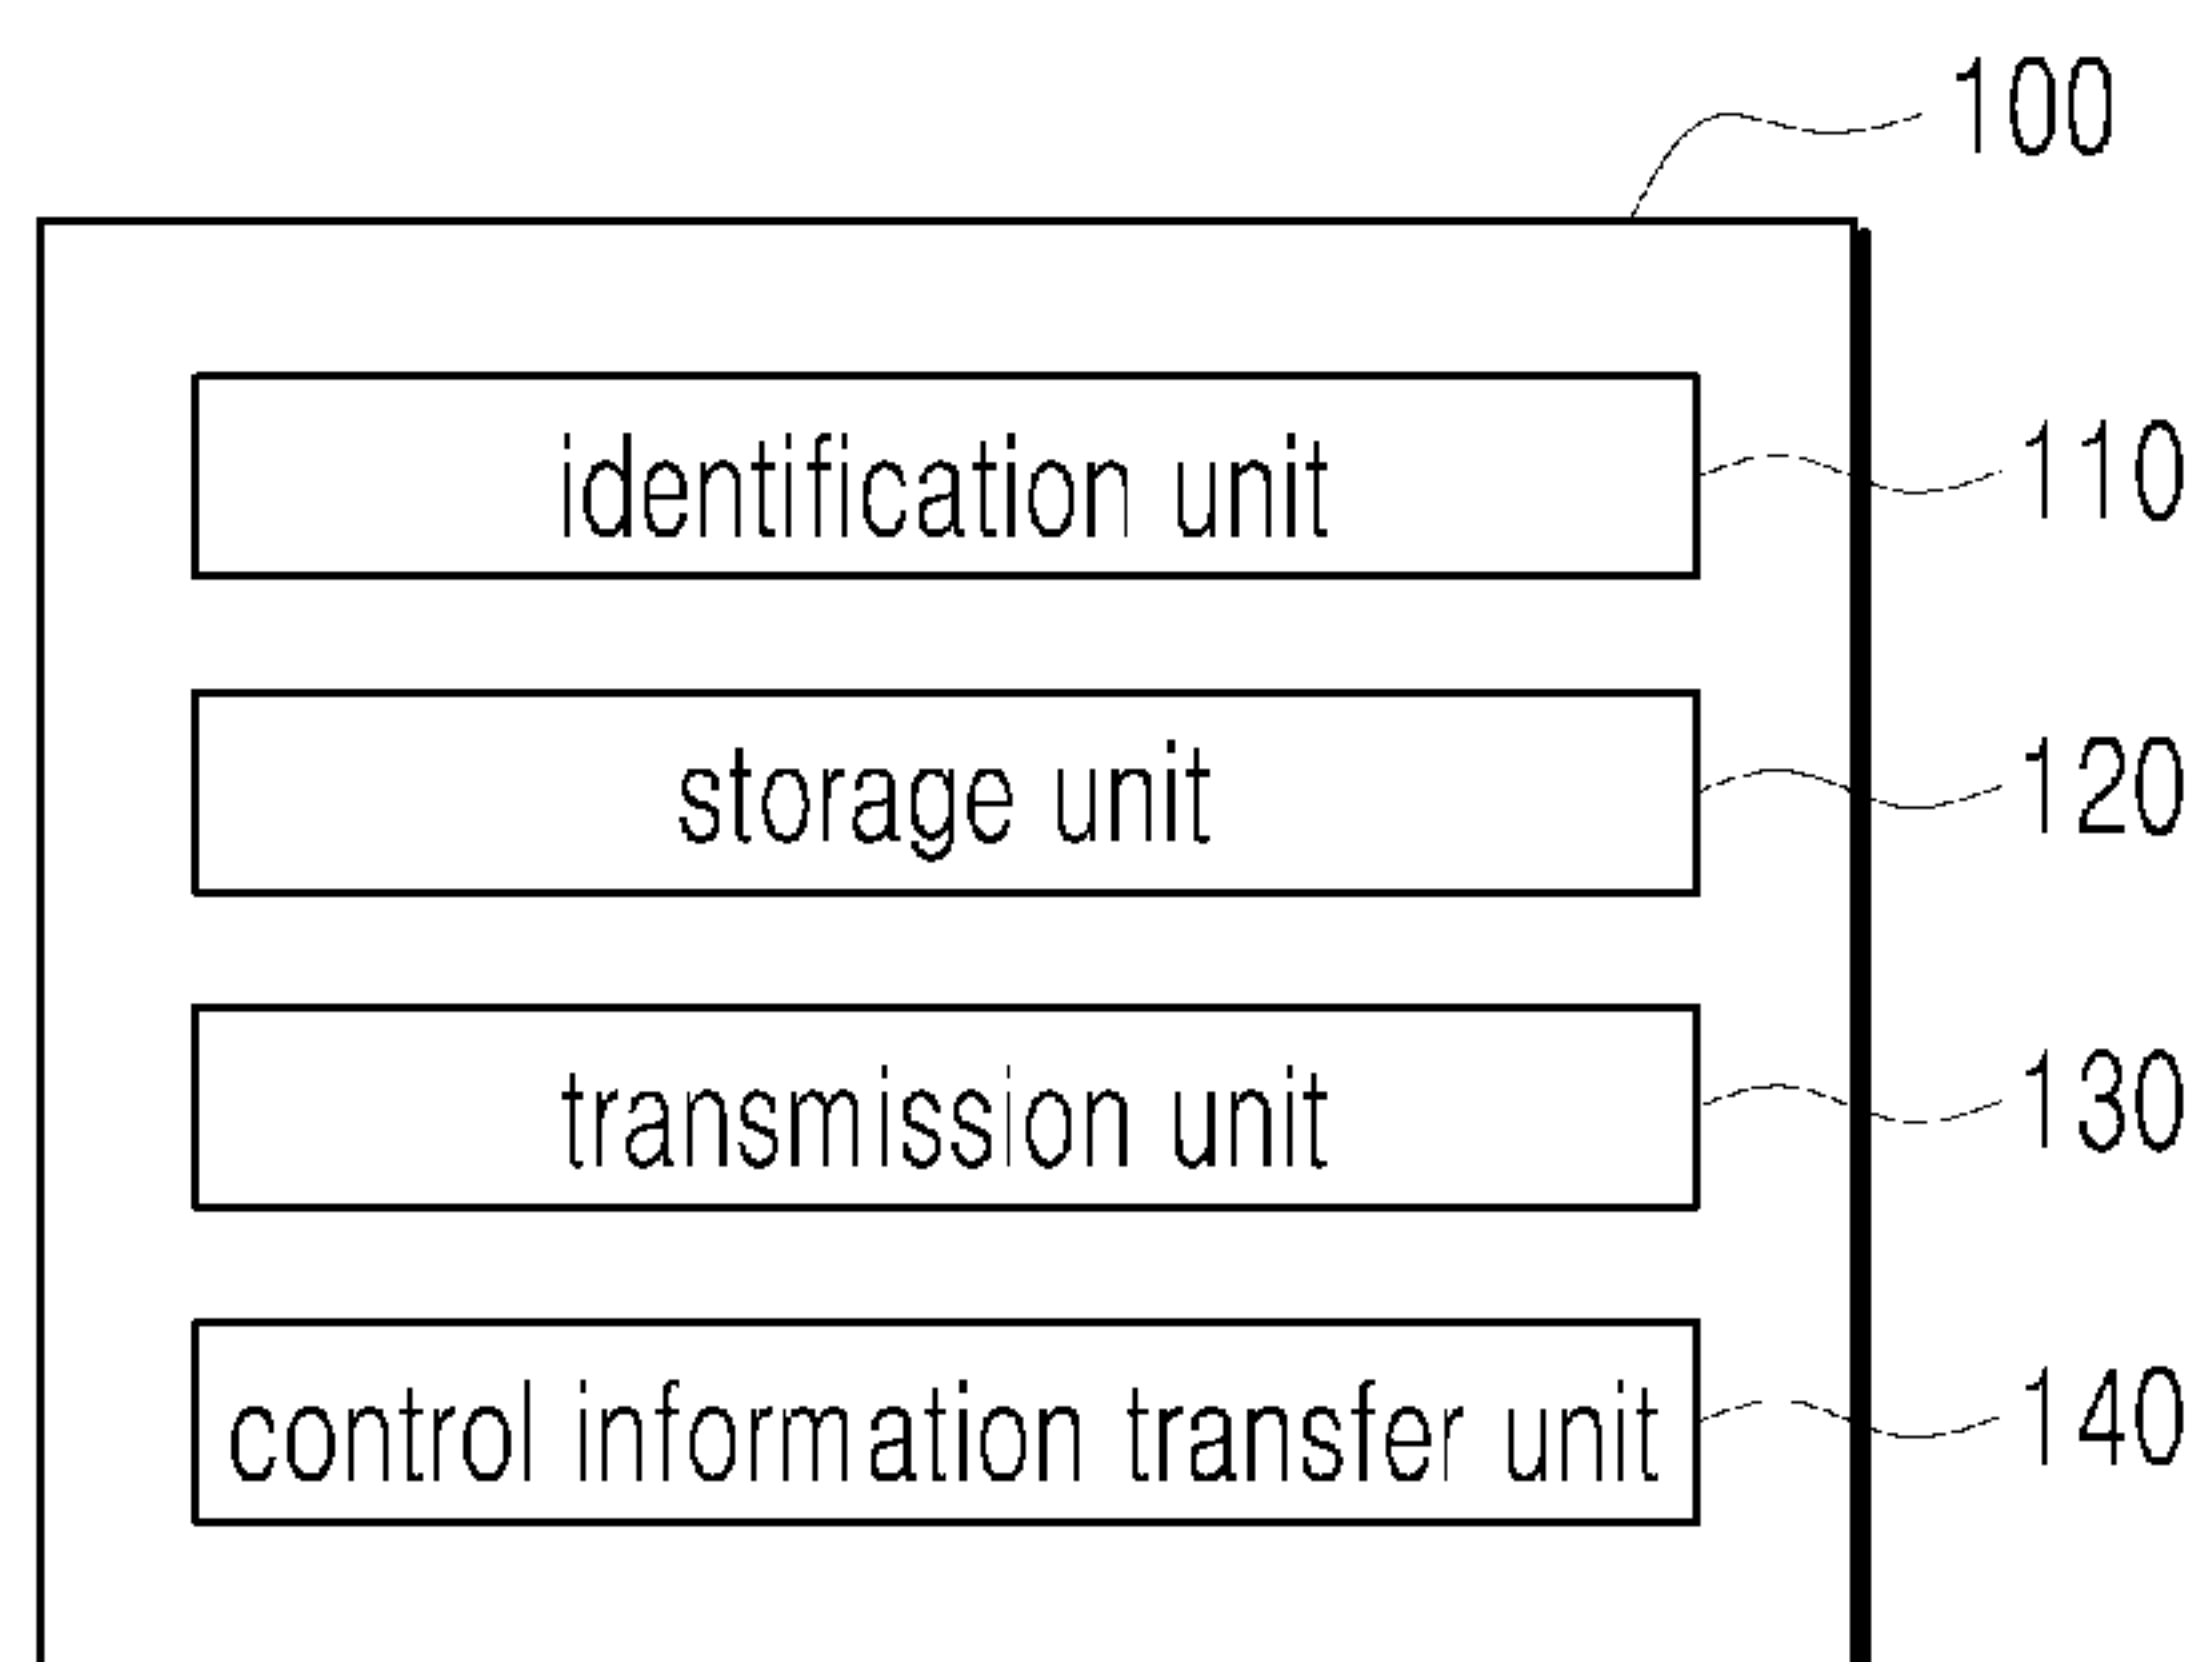 100
identification unit 110
storage unit 120
transmission unit 130
control information transfer unit 140